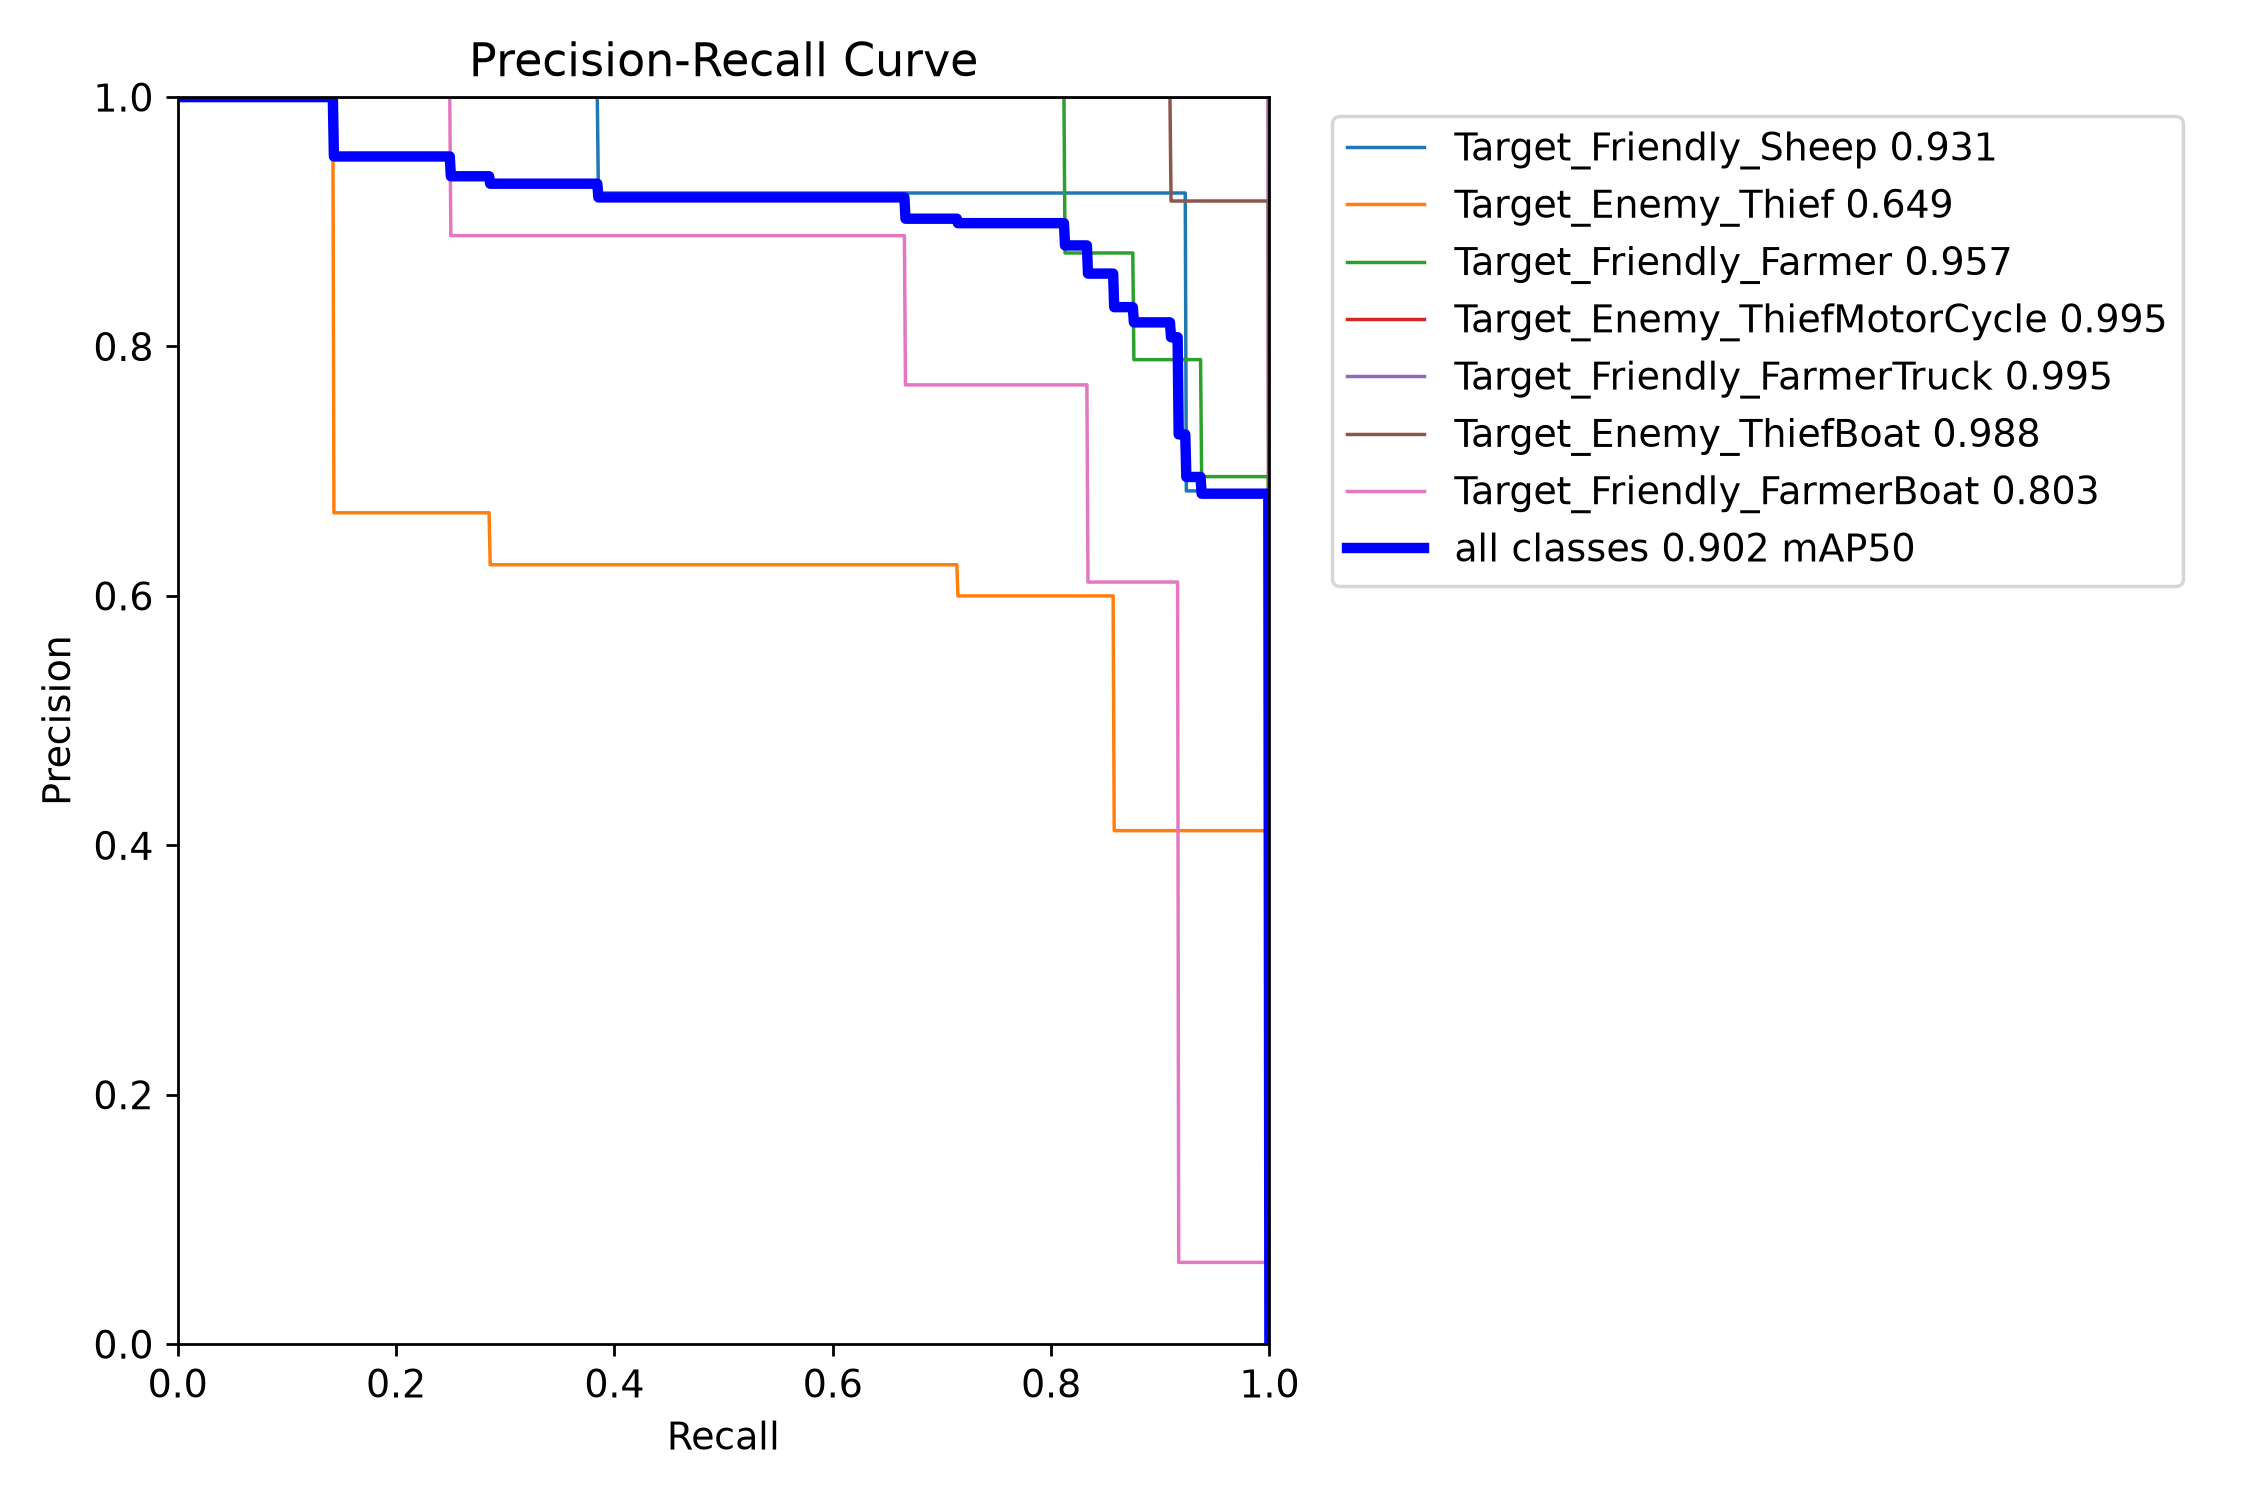 Precision-Recall Curve
1.0
0.8
0.6
0.4
0.2
0.0
Precision
0.0 0.2 0.4 0.6 0.8 1.0
Recall
Target_Friendly_Sheep 0.931
Target_Enemy_Thief 0.649
Target_Friendly_Farmer 0.957
Target_Enemy_ThiefMotorCycle 0.995
Target_Friendly_FarmerTruck 0.995
Target_Enemy_ThiefBoat 0.988
Target_Friendly_FarmerBoat 0.803
all classes 0.902 mAP50